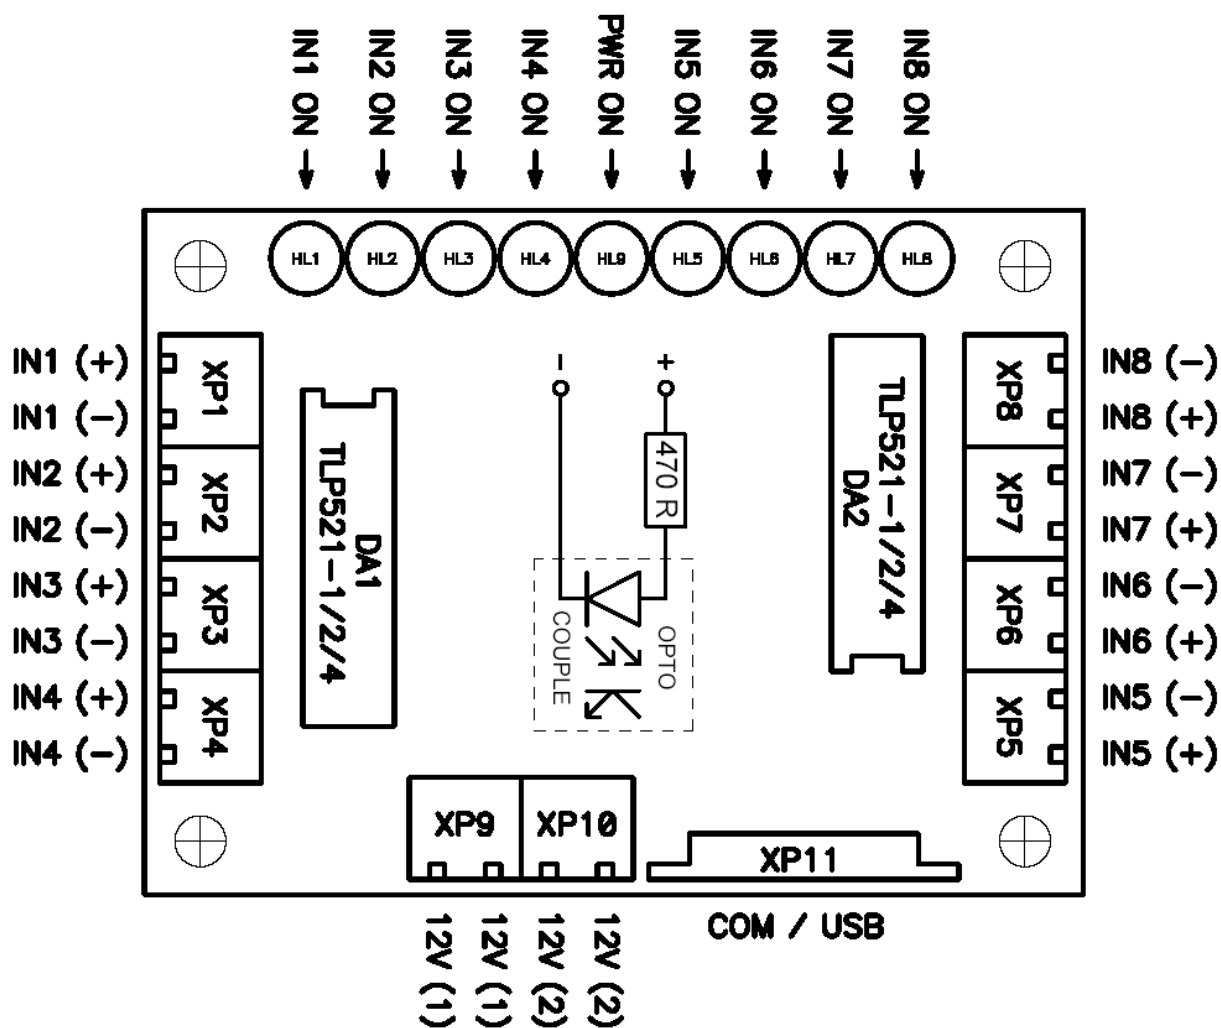 IN1 ON
IN2 ON
IN3 ON
IN4 ON
PWR ON
IN5 ON
IN6 ON
IN7 ON
IN8 ON
HL1
HL2
HL3
HL4
HL9
HL5
HL6
HL7
HL8
IN1 (+)
IN1 (-)
IN2 (+)
IN2 (-)
IN3 (+)
IN3 (-)
IN4 (+)
IN4 (-)
XP1
XP2
XP3
XP4
DA1
TLP521-1/2/4
-
+
470 R
OPTO
COUPLE
TLP521-1/2/4
DA2
XP8
XP7
XP6
XP5
IN8 (-)
IN8 (+)
IN7 (-)
IN7 (+)
IN6 (-)
IN6 (+)
IN5 (-)
IN5 (+)
XP9
XP10
XP11
12V (1)
12V (1)
12V (2)
12V (2)
COM / USB